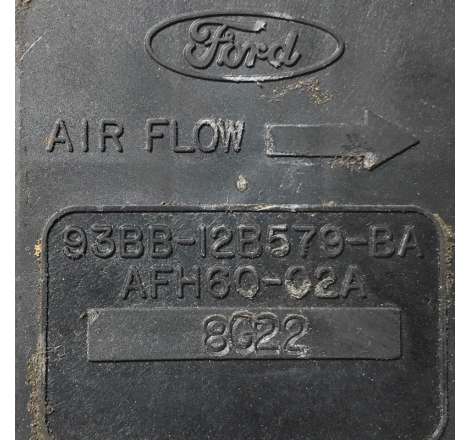 Ford
AIR FLOW
93BB-12B579-BA
AFH60-02A
8G22